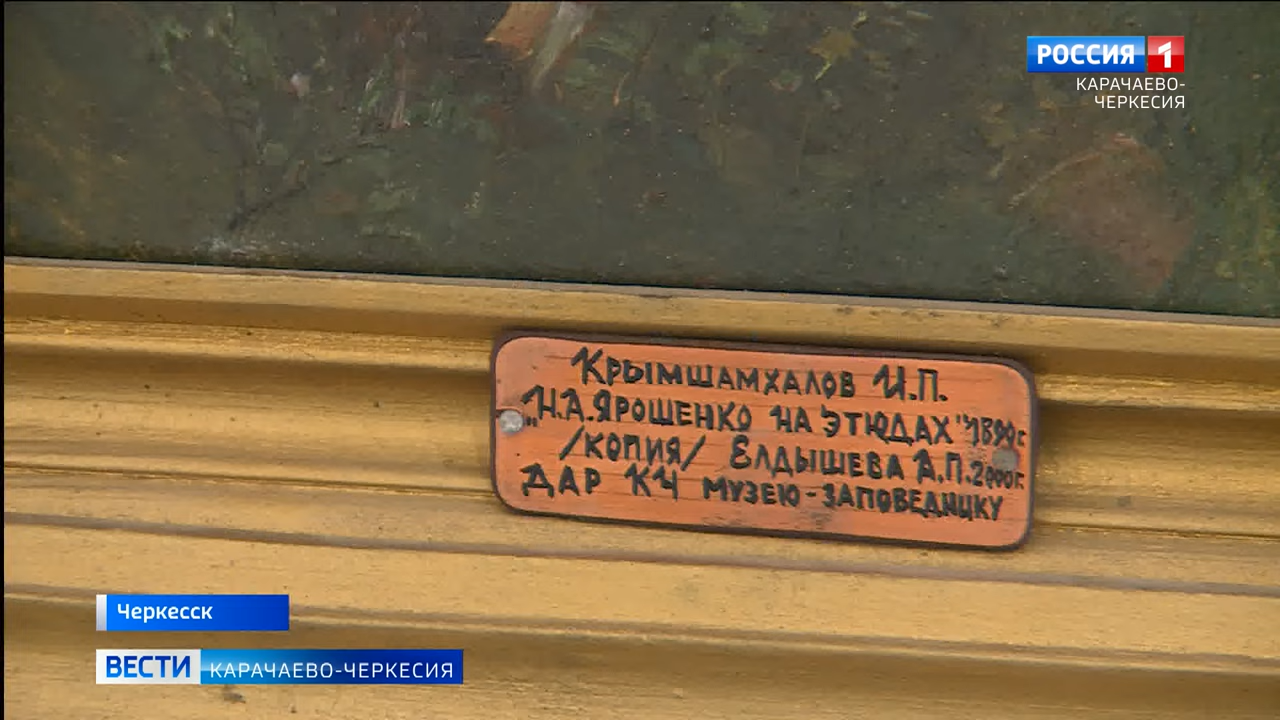 РОССИЯ 1
КАРАЧАЕВО-
ЧЕРКЕСИЯ
Крымшамхалов И.П.
„Н.А.Ярошенко на этюдах"
/копия/ Елдышева А.П.2000г.
Дар КЧ музею-заповеднику
Черкесск
ВЕСТИ КАРАЧАЕВО-ЧЕРКЕСИЯ